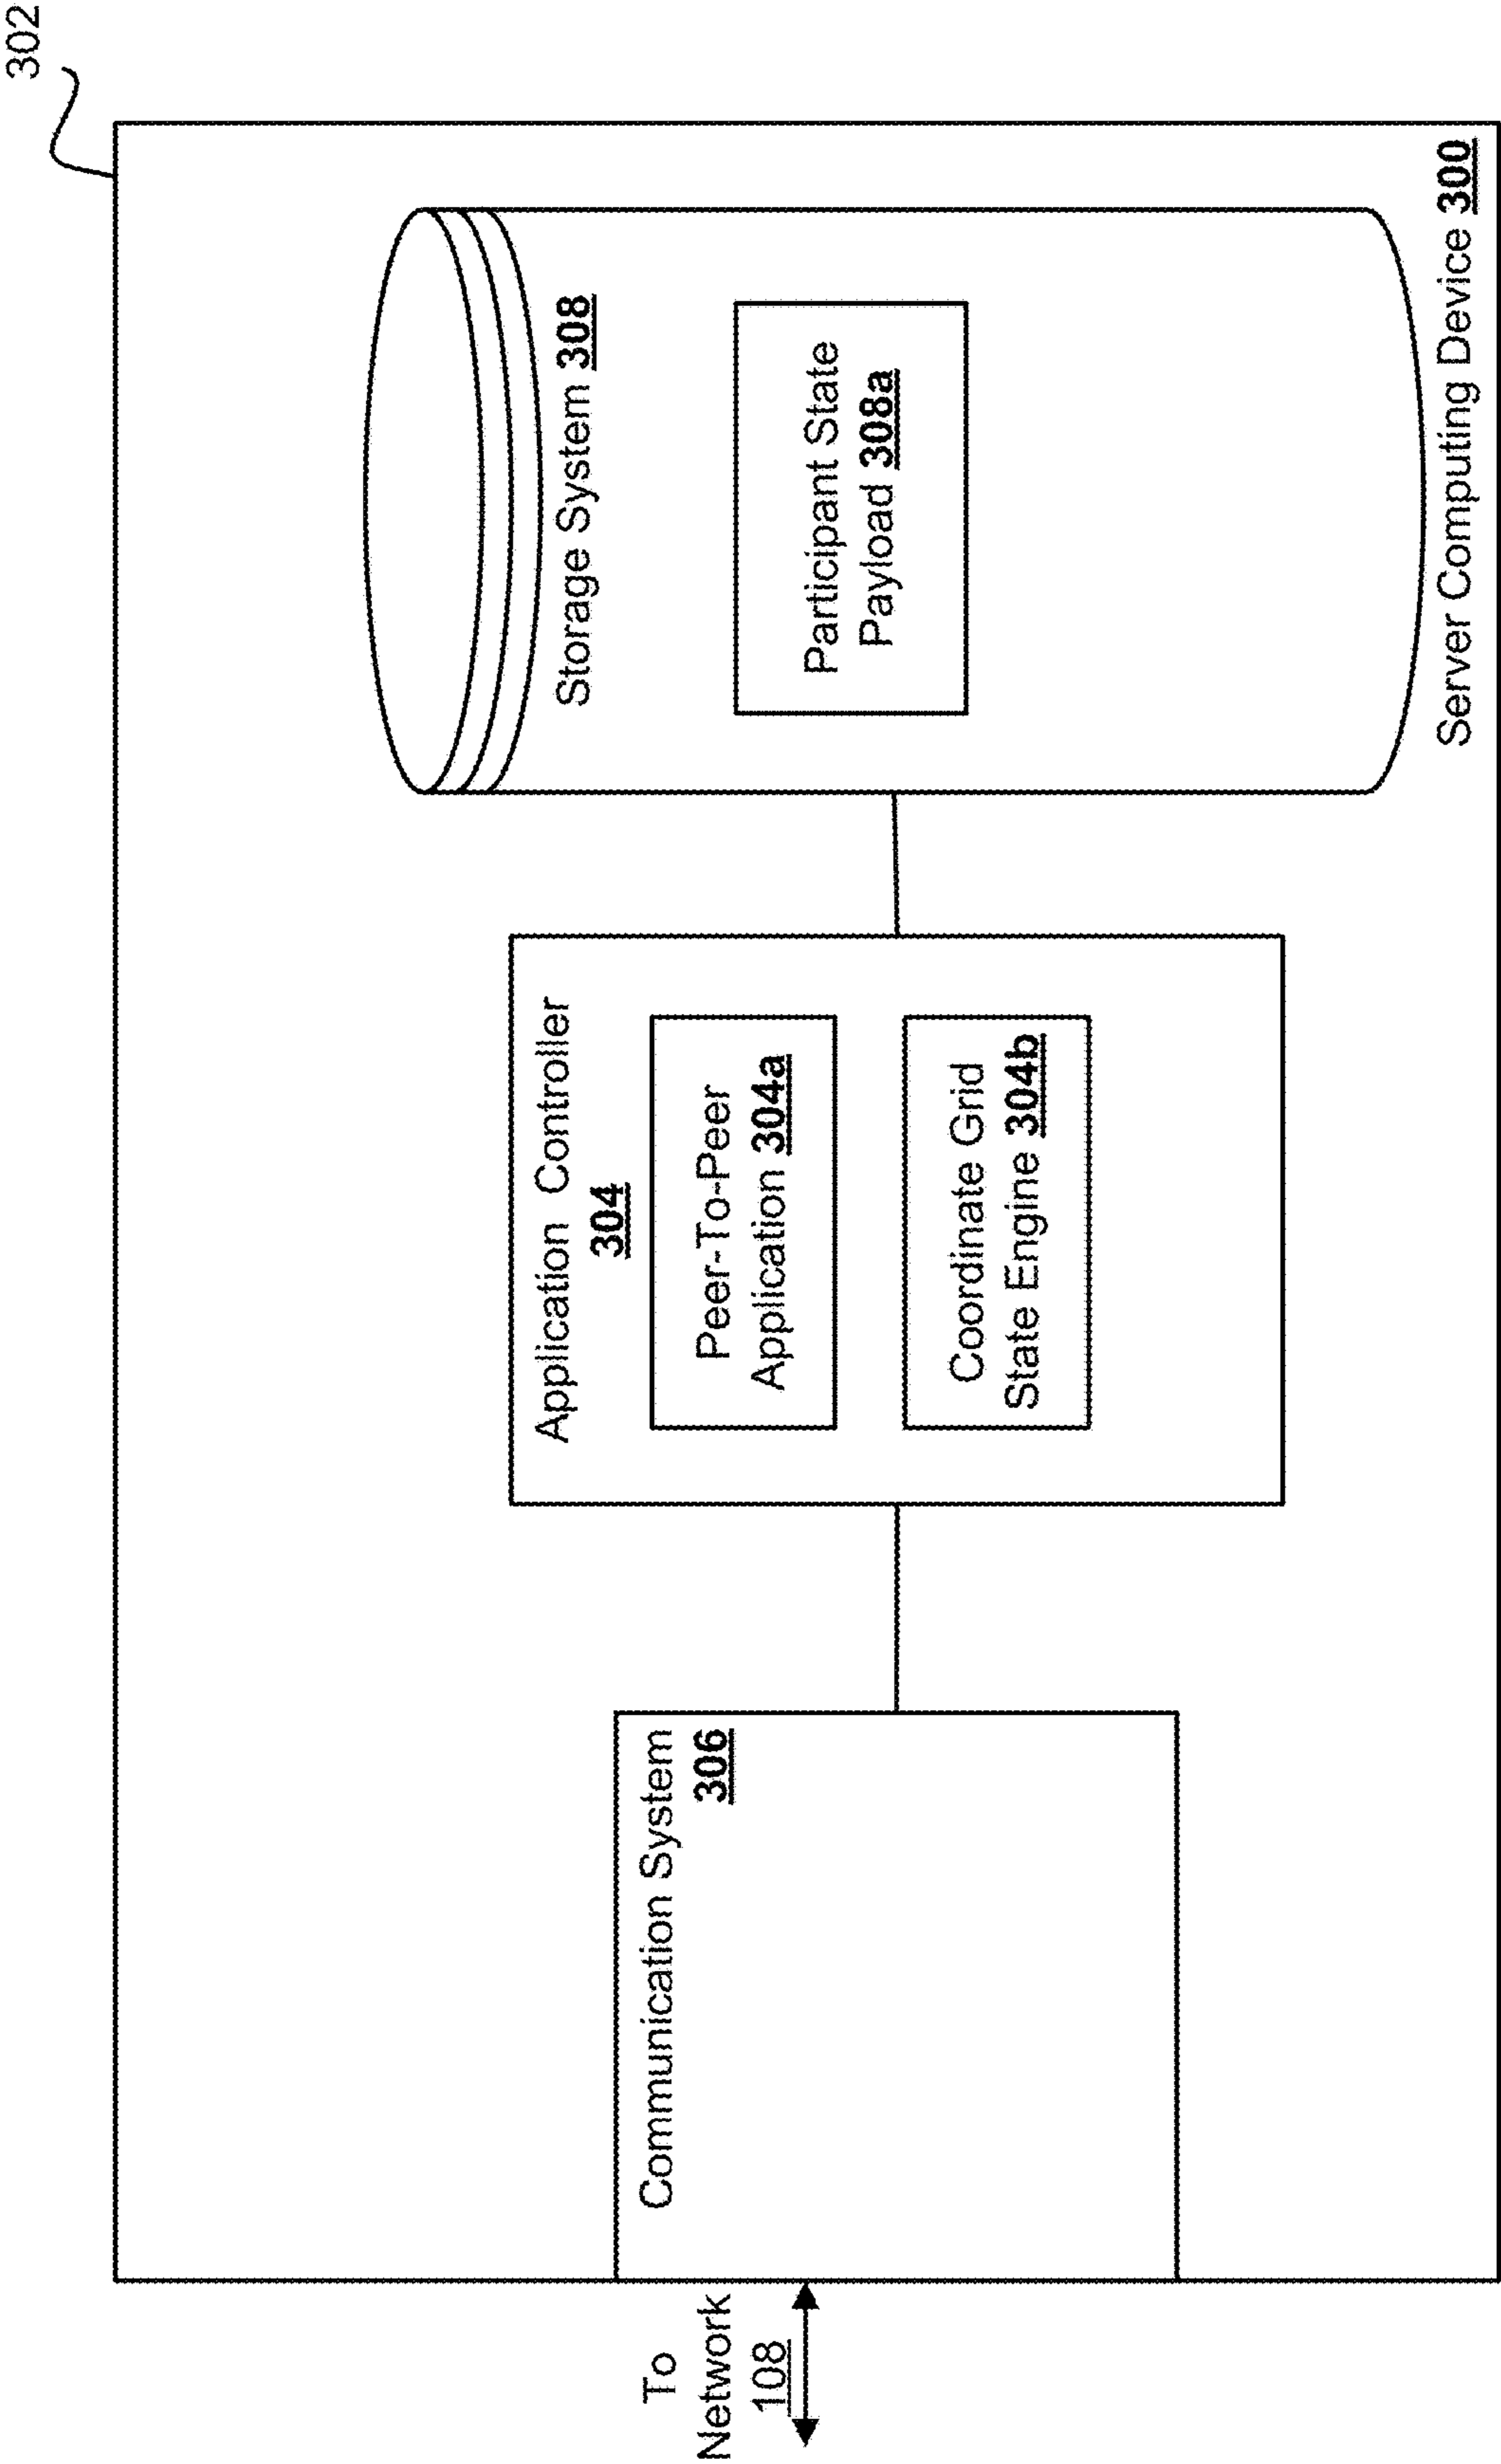 302
To
Network
108
Communication System
306
Application Controller
304
Peer-To-Peer
Application 304a
Coordinate Grid
State Engine 304b
Storage System 308
Participant State
Payload 308a
Server Computing Device 300